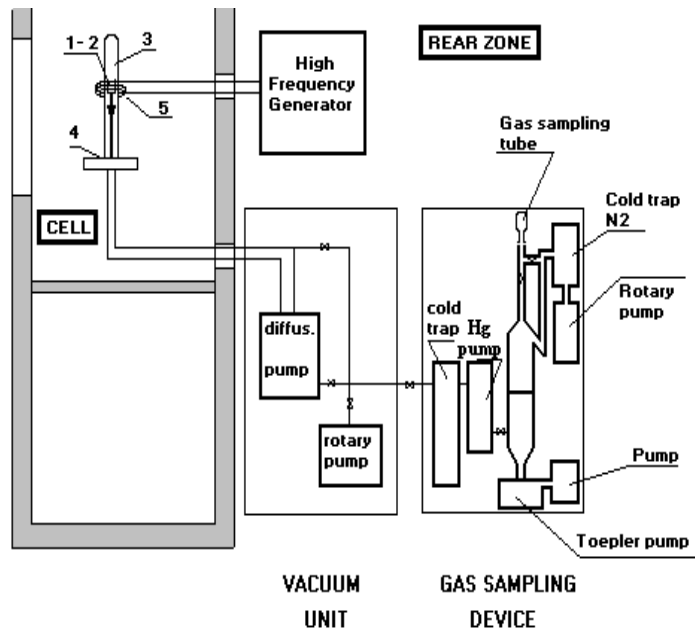 1- 2
3
5
4
High
Frequency
Generator
REAR ZONE
Gas sampling
tube
Cold trap
N2
Rotary
pump
CELL
diffus.
pump
rotary
pump
cold
trap
Hg
pump
Pump
Toepler pump
VACUUM
UNIT
GAS SAMPLING
DEVICE